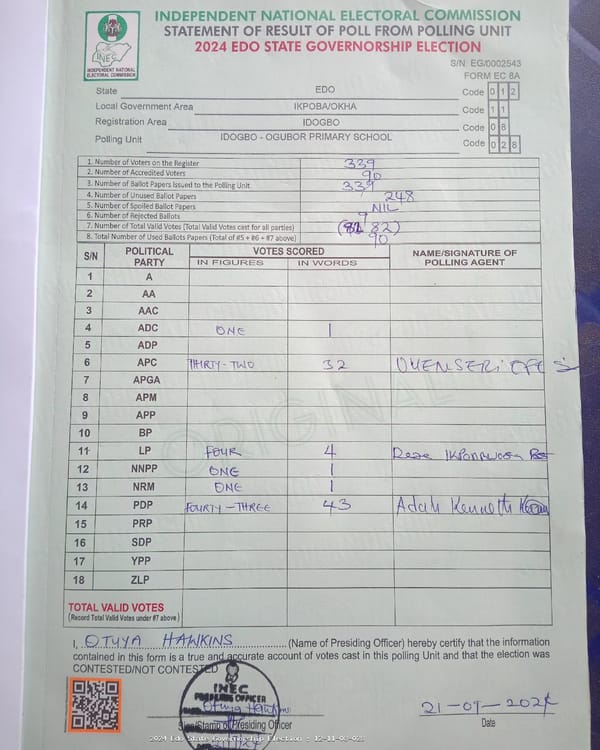 INEC
INDEPENDENT NATIONAL ELECTORAL COMMISSION
INDEPENDENT NATIONAL ELECTORAL COMMISSION
STATEMENT OF RESULT OF POLL FROM POLLING UNIT
2024 EDO STATE GOVERNORSHIP ELECTION
S/N EG/0002543
FORM EC 8A
State EDO Code 0 1 2
Local Government Area IKPOBA/OKHA Code 1 1
Registration Area IDOGBO Code 0 8
Polling Unit IDOGBO - OGUBOR PRIMARY SCHOOL Code 0 2 8
1. Number of Voters on the Register 339
2. Number of Accredited Voters 90
3. Number of Ballot Papers Issued to the Polling Unit 339
4. Number of Unused Ballot Papers 248
5. Number of Spoiled Ballot Papers NIL
6. Number of Rejected Ballots
7. Number of Total Valid Votes (Total Valid Votes cast for all parties) 82)
8. Total Number of Used Ballots Papers (Total of #5 + #6 + #7 above) 90
S/N POLITICAL PARTY VOTES SCORED NAME/SIGNATURE OF POLLING AGENT
IN FIGURES IN WORDS
1 A
2 AA
3 AAC
4 ADC ONE 1
5 ADP
6 APC THIRTY-TWO 32
7 APGA
8 APM
9 APP
10 BP
11 LP FOUR 4
12 NNPP ONE 1
13 NRM ONE 1
14 PDP FOURTY-THREE 43 Adah Kenneth
15 PRP
16 SDP
17 YPP
18 ZLP
ORIGINAL
TOTAL VALID VOTES
(Record Total Valid Votes under #7 above)
I, OTUYA HAWKINS (Name of Presiding Officer) hereby certify that the information
contained in this form is a true and accurate account of votes cast in this polling Unit and that the election was
CONTESTED/NOT CONTESTED
INEC
PRESIDING OFFICER
Otuya Hawkins
Sign/Stamp of Presiding Officer
21-09-2024
Date
2024 Edo State Governorship Election - 12-11-08-028